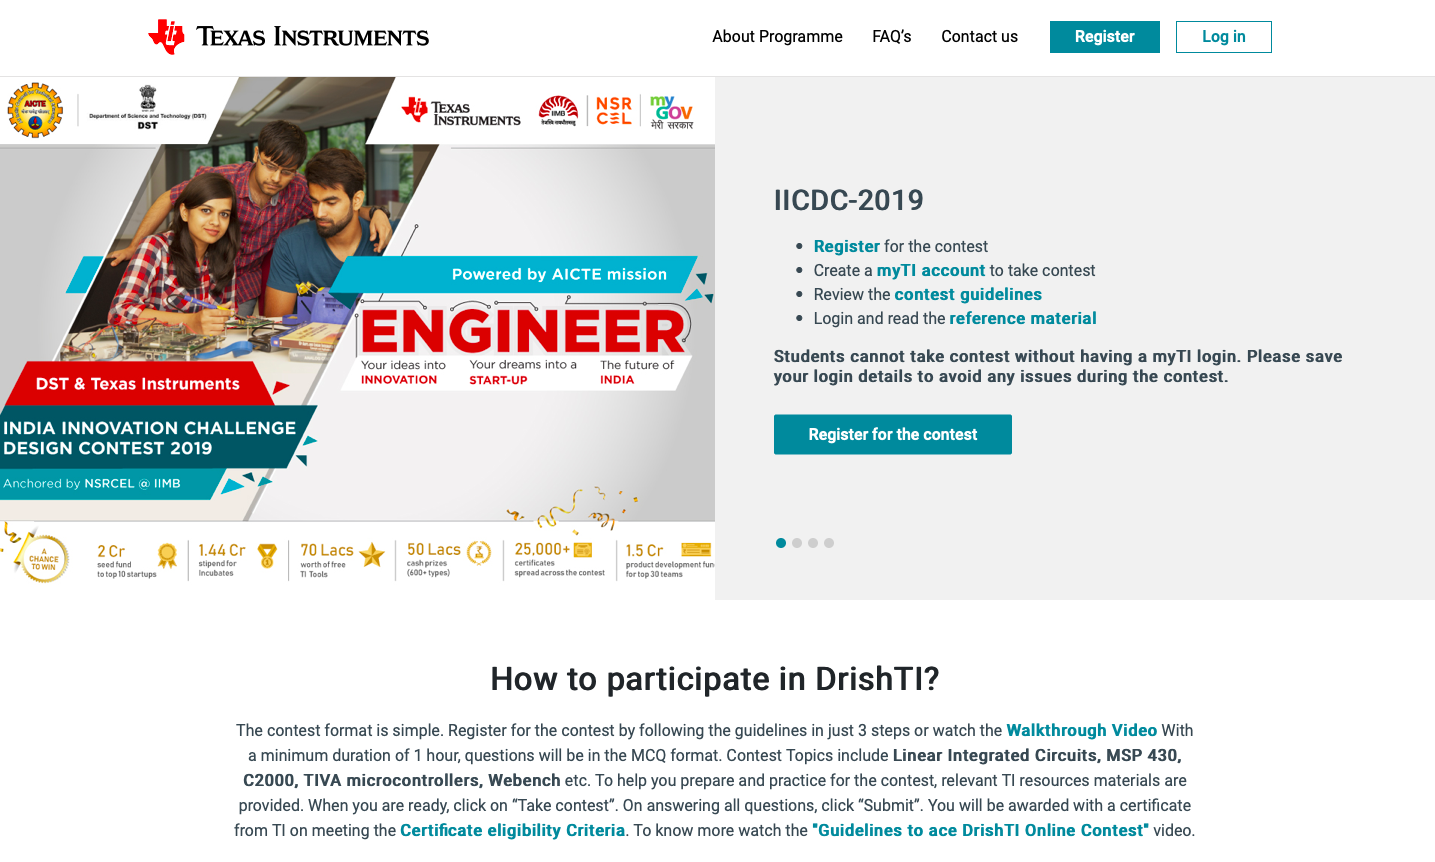 TEXAS INSTRUMENTS
About Programme
FAQ’s
Contact us
Register
Log in
AICTE
Department of Science and Technology (DST)
DST
TEXAS
INSTRUMENTS
IIMB
NSR
CEL
my
GOV
मेरी सरकार
Powered by AICTE mission
ENGINEER
Your ideas into
INNOVATION
Your dreams into a
START-UP
The future of
INDIA
DST & Texas Instruments
INDIA INNOVATION CHALLENGE
DESIGN CONTEST 2019
Anchored by NSRCEL @ IIMB
A
CHANCE
TO WIN
2 Cr
seed fund
to top 10 startups
1.44 Cr
stipend for
Incubates
70 Lacs
worth of free
TI Tools
50 Lacs
cash prizes
(600+ types)
25,000+
certificates
spread across the contest
1.5 Cr
product development fun
for top 30 teams
IICDC-2019
Register for the contest
Create a myTI account to take contest
Review the contest guidelines
Login and read the reference material
Students cannot take contest without having a myTI login. Please save
your login details to avoid any issues during the contest.
Register for the contest
How to participate in DrishTI?
The contest format is simple. Register for the contest by following the guidelines in just 3 steps or watch the Walkthrough Video With
a minimum duration of 1 hour, questions will be in the MCQ format. Contest Topics include Linear Integrated Circuits, MSP 430,
C2000, TIVA microcontrollers, Webench etc. To help you prepare and practice for the contest, relevant TI resources materials are
provided. When you are ready, click on “Take contest”. On answering all questions, click “Submit”. You will be awarded with a certificate
from TI on meeting the Certificate eligibility Criteria. To know more watch the "Guidelines to ace DrishTI Online Contest" video.